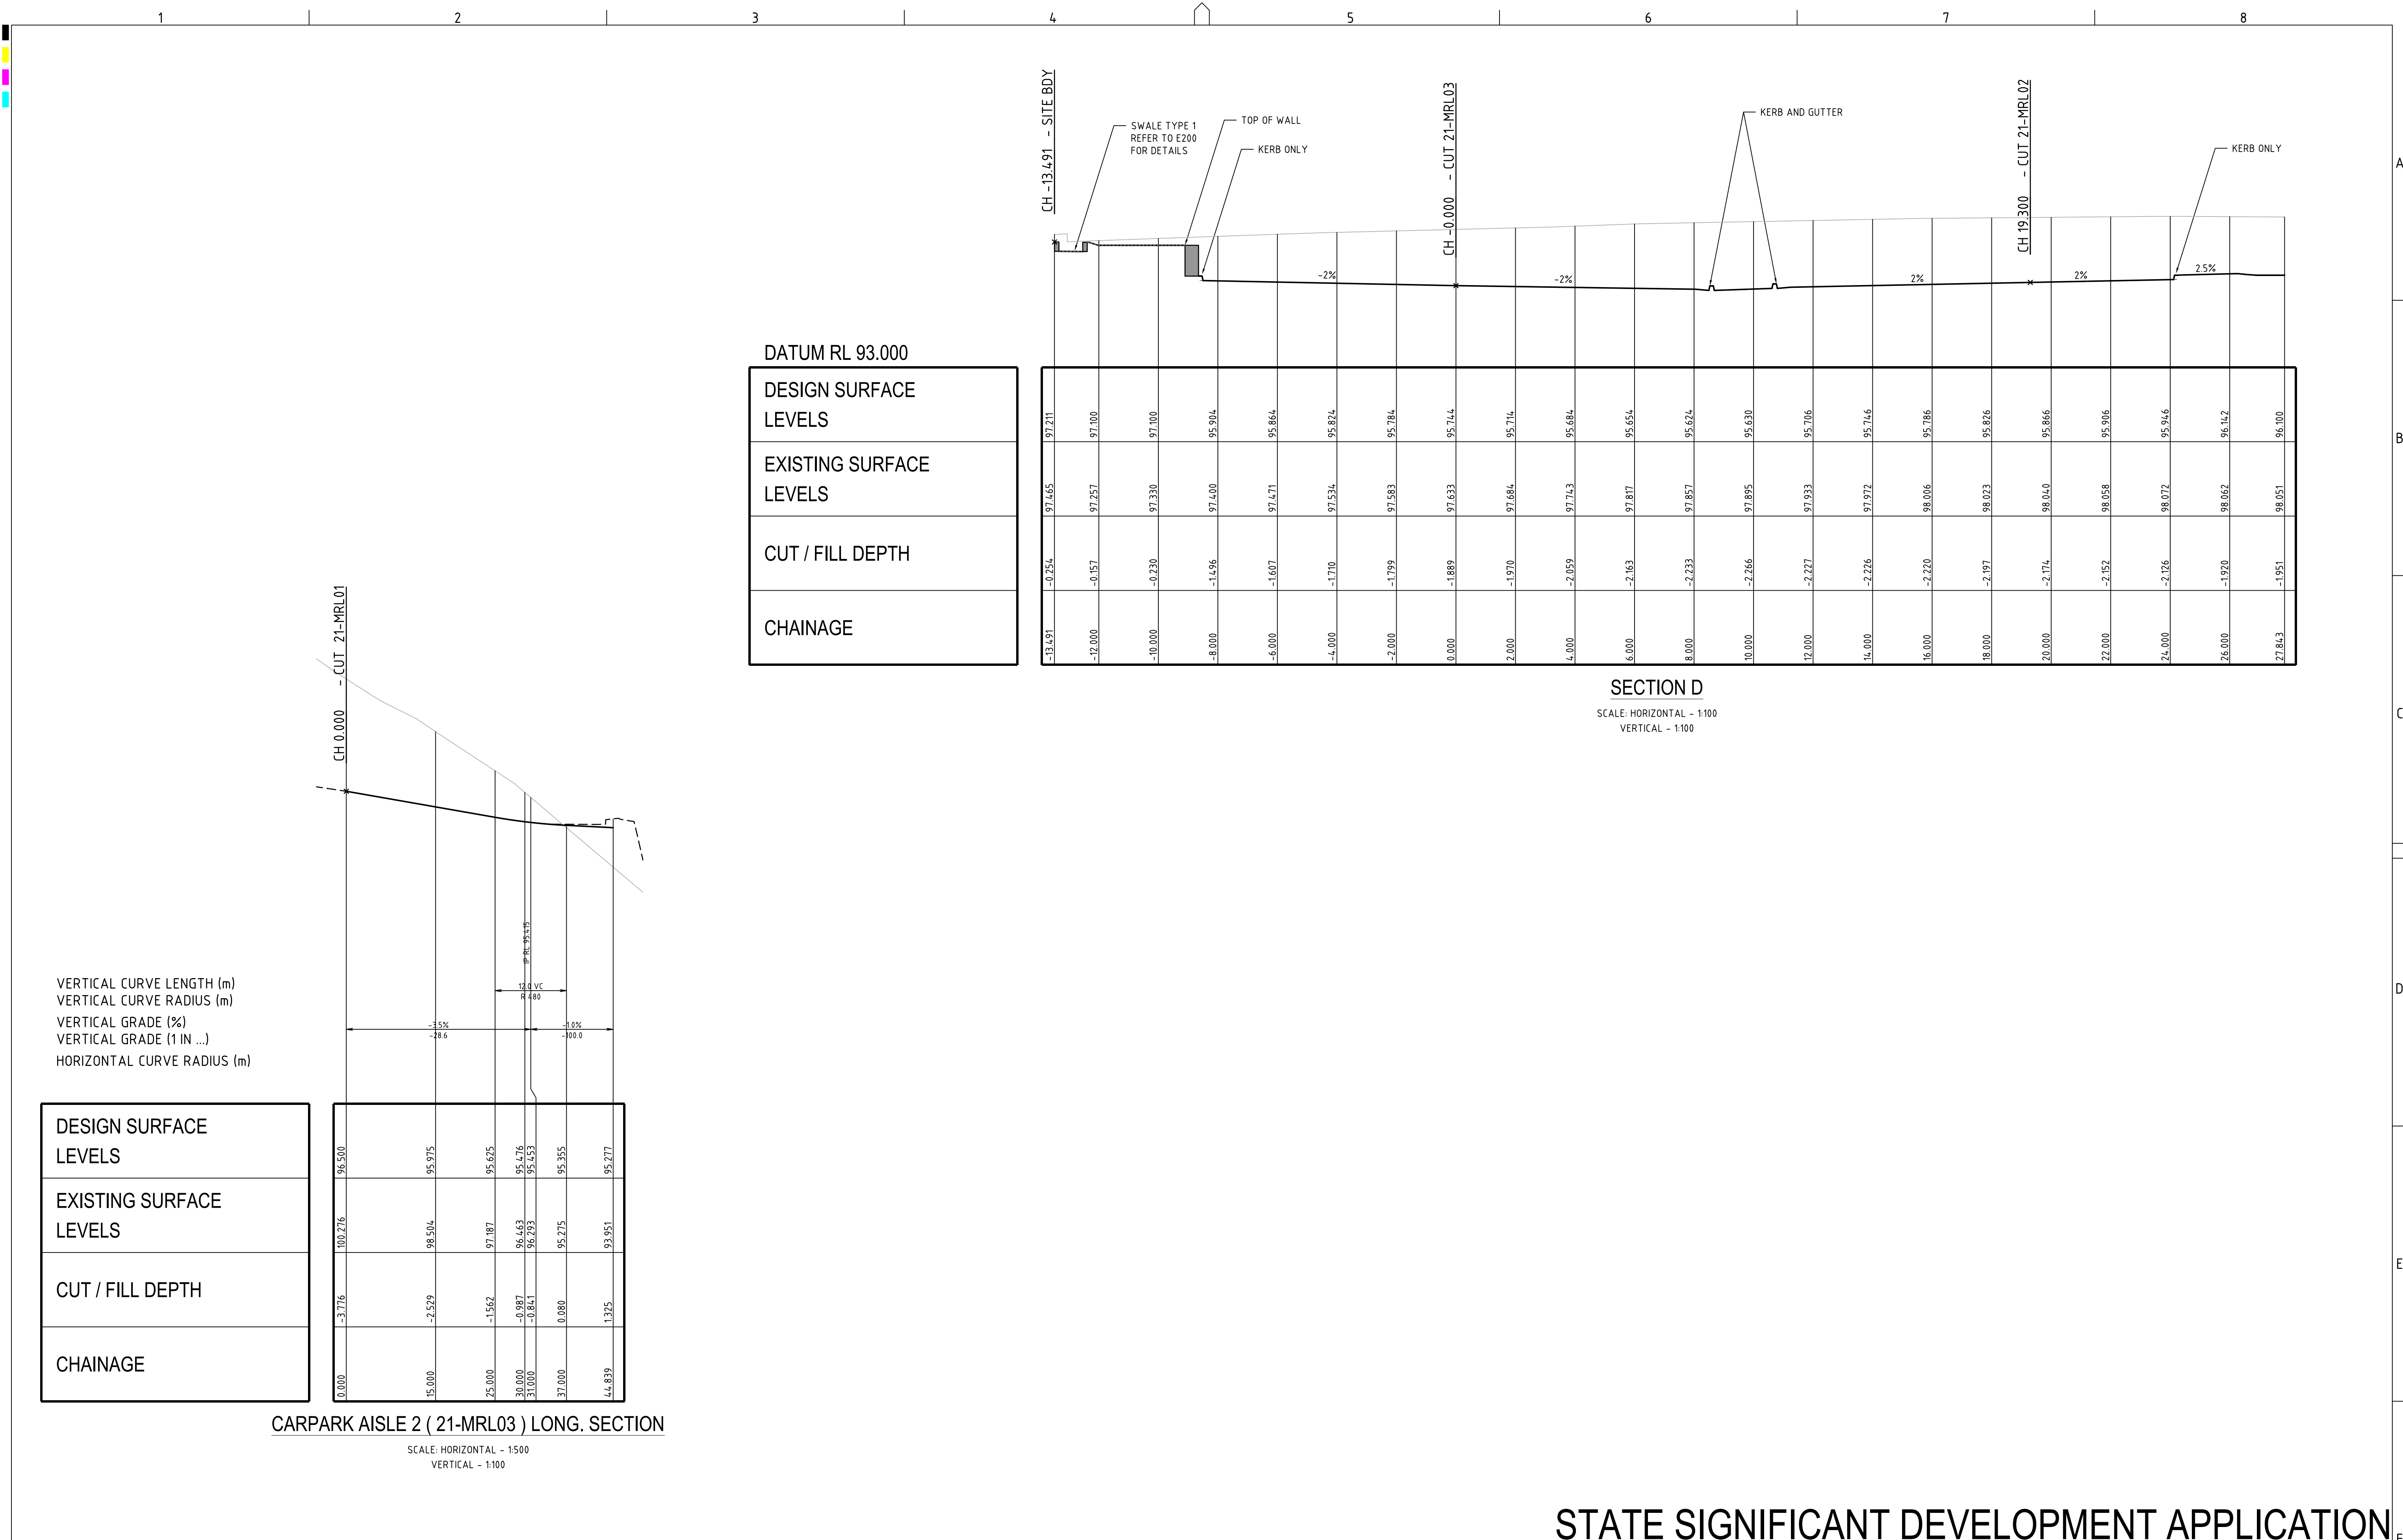 1 2 3 4 5 6 7 8
CH -13.491 - SITE BDY
SWALE TYPE 1
REFER TO E200
FOR DETAILS
TOP OF WALL
KERB ONLY
CH -0.000 - CUT 21-MRL03
KERB AND GUTTER
CH 19.300 - CUT 21-MRL02
KERB ONLY
A
-2% -2% 2% 2% 2.5%
DATUM RL 93.000
DESIGN SURFACE
LEVELS
97.211 97.100 97.100 95.904 95.864 95.824 95.784 95.744 95.714 95.684 95.654 95.624 95.630 95.706 95.746 95.786 95.826 95.866 95.906 95.946 96.142 96.100
B
EXISTING SURFACE
LEVELS
97.465 97.257 97.330 97.400 97.471 97.534 97.583 97.633 97.684 97.743 97.817 97.857 97.895 97.933 97.972 98.006 98.023 98.040 98.058 98.072 98.062 98.051
CUT / FILL DEPTH
-0.254 -0.157 -0.230 -1.496 -1.607 -1.710 -1.799 -1.889 -1.970 -2.059 -2.163 -2.233 -2.266 -2.227 -2.226 -2.220 -2.197 -2.174 -2.152 -2.126 -1.920 -1.951
CHAINAGE
-13.491 -12.000 -10.000 -8.000 -6.000 -4.000 -2.000 0.000 2.000 4.000 6.000 8.000 10.000 12.000 14.000 16.000 18.000 20.000 22.000 24.000 26.000 27.843
SECTION D
SCALE: HORIZONTAL - 1:100
VERTICAL - 1:100
C
CH 0.000 - CUT 21-MRL01
IP RL 95.415
12.0 VC
R 480
-3.5% -1.0%
-28.6 -100.0
VERTICAL CURVE LENGTH (m)
VERTICAL CURVE RADIUS (m)
VERTICAL GRADE (%)
VERTICAL GRADE (1 IN ...)
HORIZONTAL CURVE RADIUS (m)
D
DESIGN SURFACE
LEVELS
96.500 95.975 95.625 95.476 95.453 95.355 95.277
EXISTING SURFACE
LEVELS
100.276 98.504 97.187 96.463 96.293 95.275 93.951
CUT / FILL DEPTH
-3.776 -2.529 -1.562 -0.987 -0.841 0.080 1.325
E
CHAINAGE
0.000 15.000 25.000 30.000 31.000 37.000 44.839
CARPARK AISLE 2 ( 21-MRL03 ) LONG. SECTION
SCALE: HORIZONTAL - 1:500
VERTICAL - 1:100
STATE SIGNIFICANT DEVELOPMENT APPLICATION